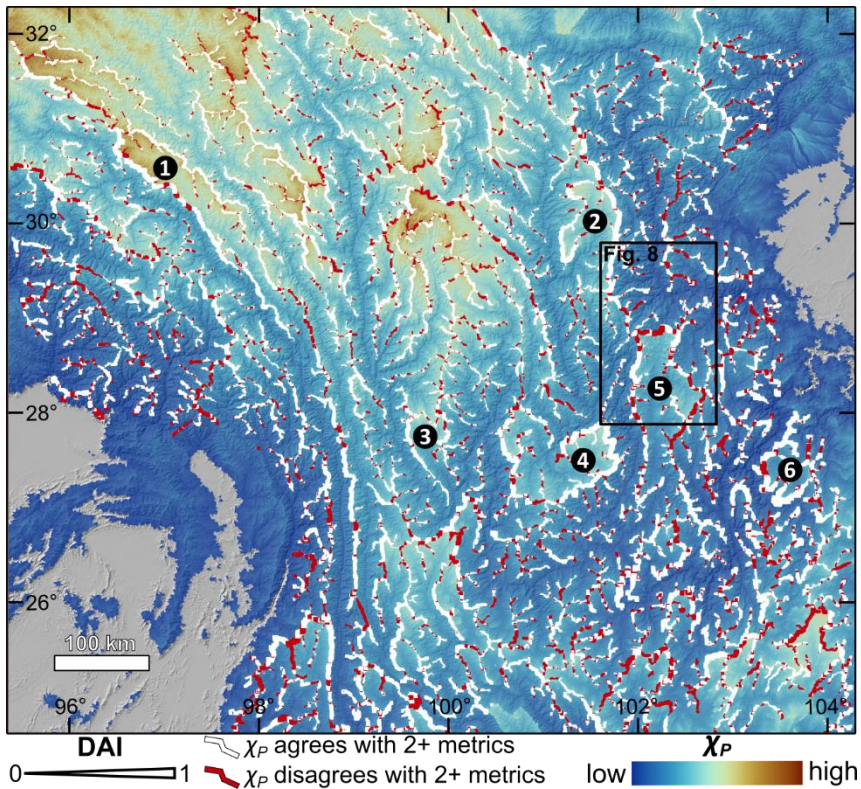 32°
1
2
30°
Fig. 8
28°
5
3
4
6
26°
100 km
96° 98° 100° 102° 104°
DAI
0 1
χP agrees with 2+ metrics
χP disagrees with 2+ metrics
χP
low high